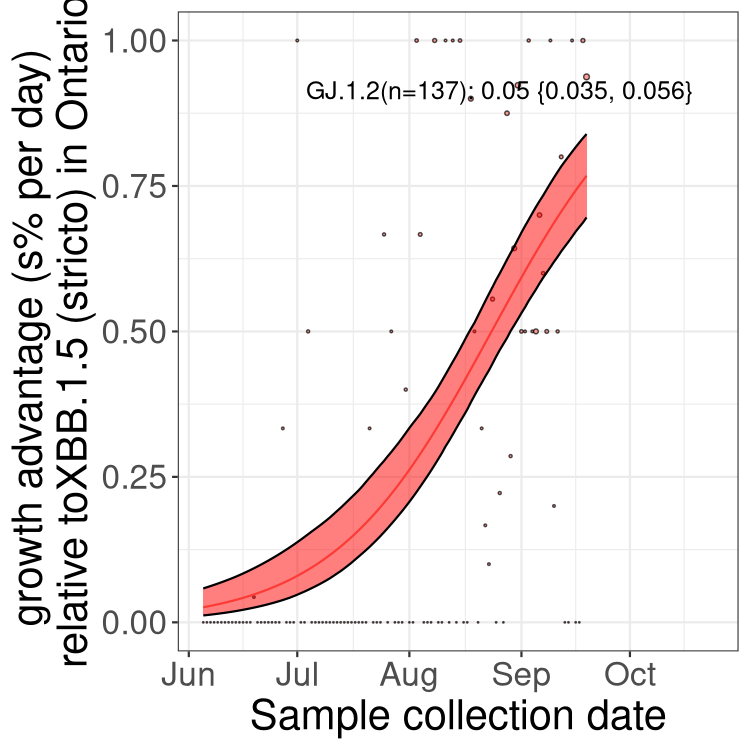 growth advantage (s% per day)
relative toXBB.1.5 (stricto) in Ontario
1.00
0.75
0.50
0.25
0.00
GJ.1.2(n=137): 0.05 {0.035, 0.056}
Jun Jul Aug Sep Oct
Sample collection date